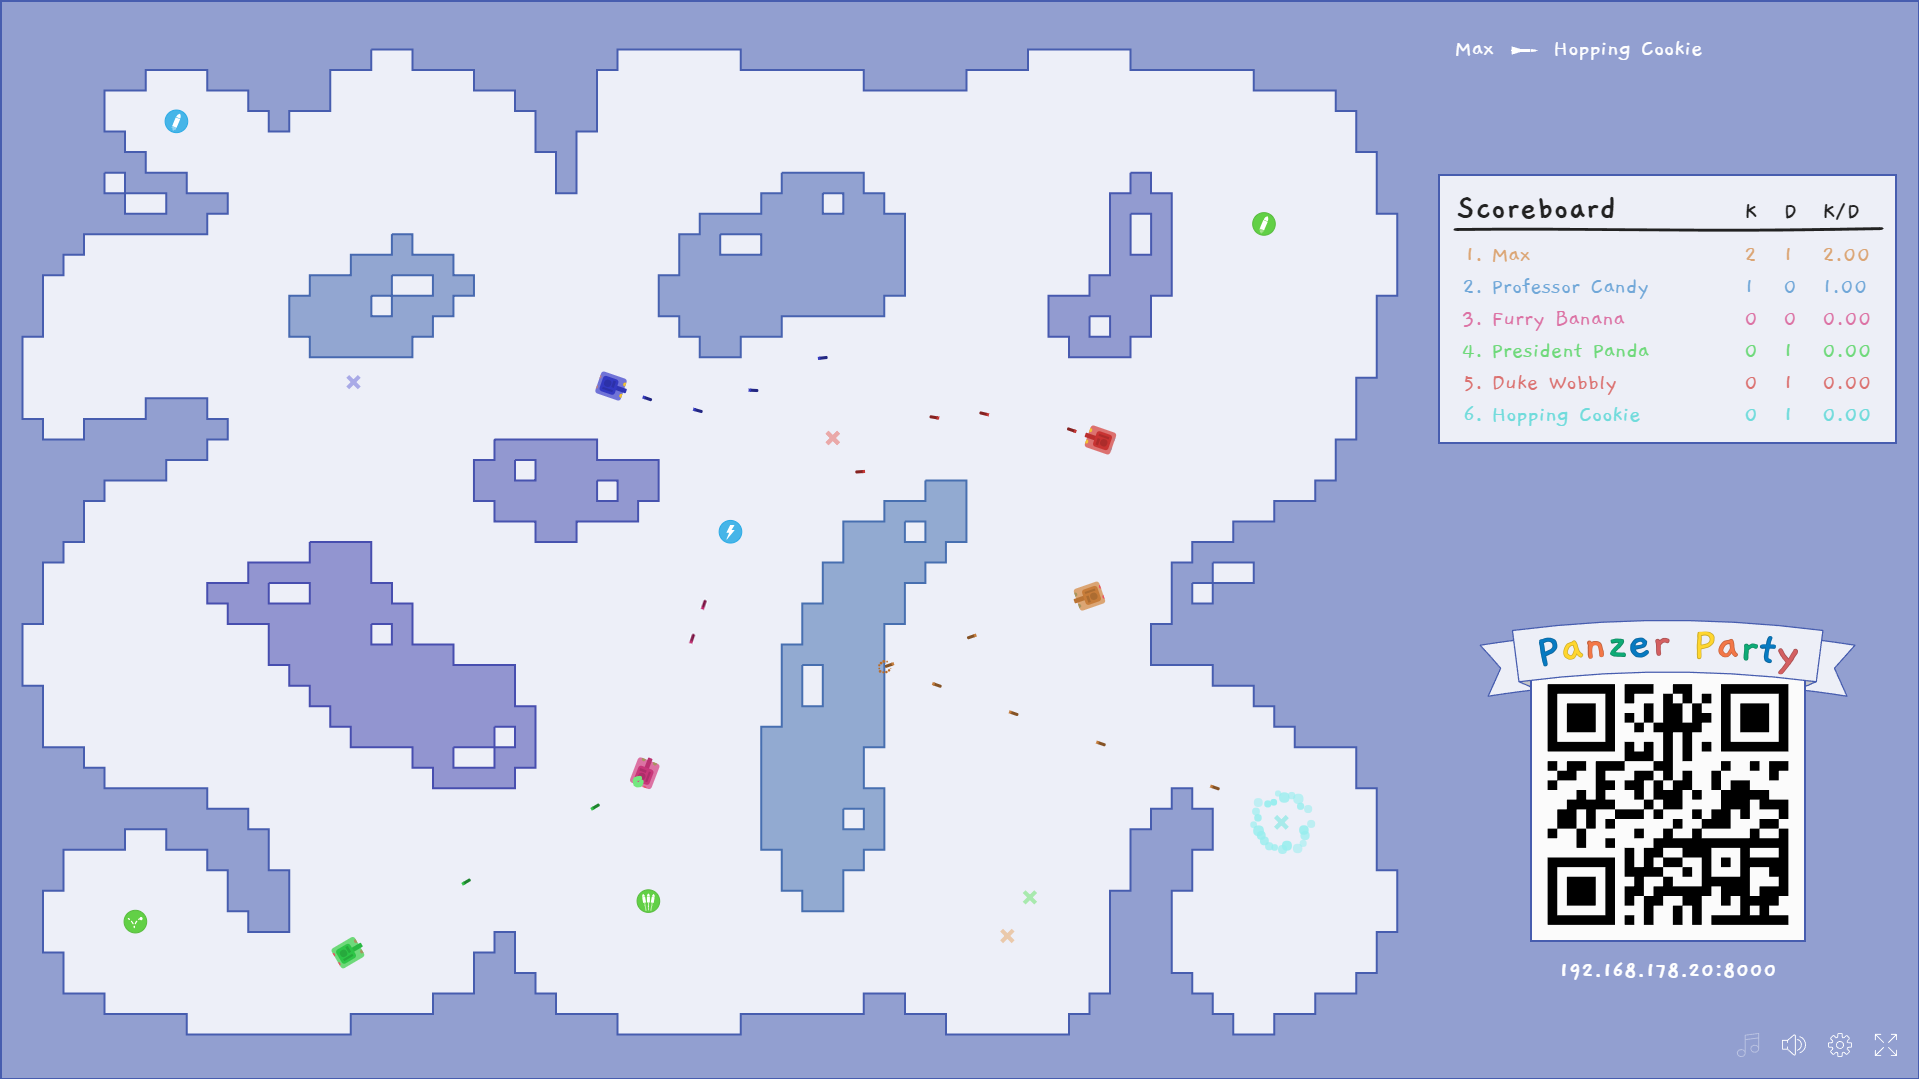 Max Hopping Cookie
Scoreboard K D K/D
1. Max 2 1 2.00
2. Professor Candy 1 0 1.00
3. Furry Banana 0 0 0.00
4. President Panda 0 1 0.00
5. Duke Wobbly 0 1 0.00
6. Hopping Cookie 0 1 0.00
Panzer Party
192.168.178.20:8000